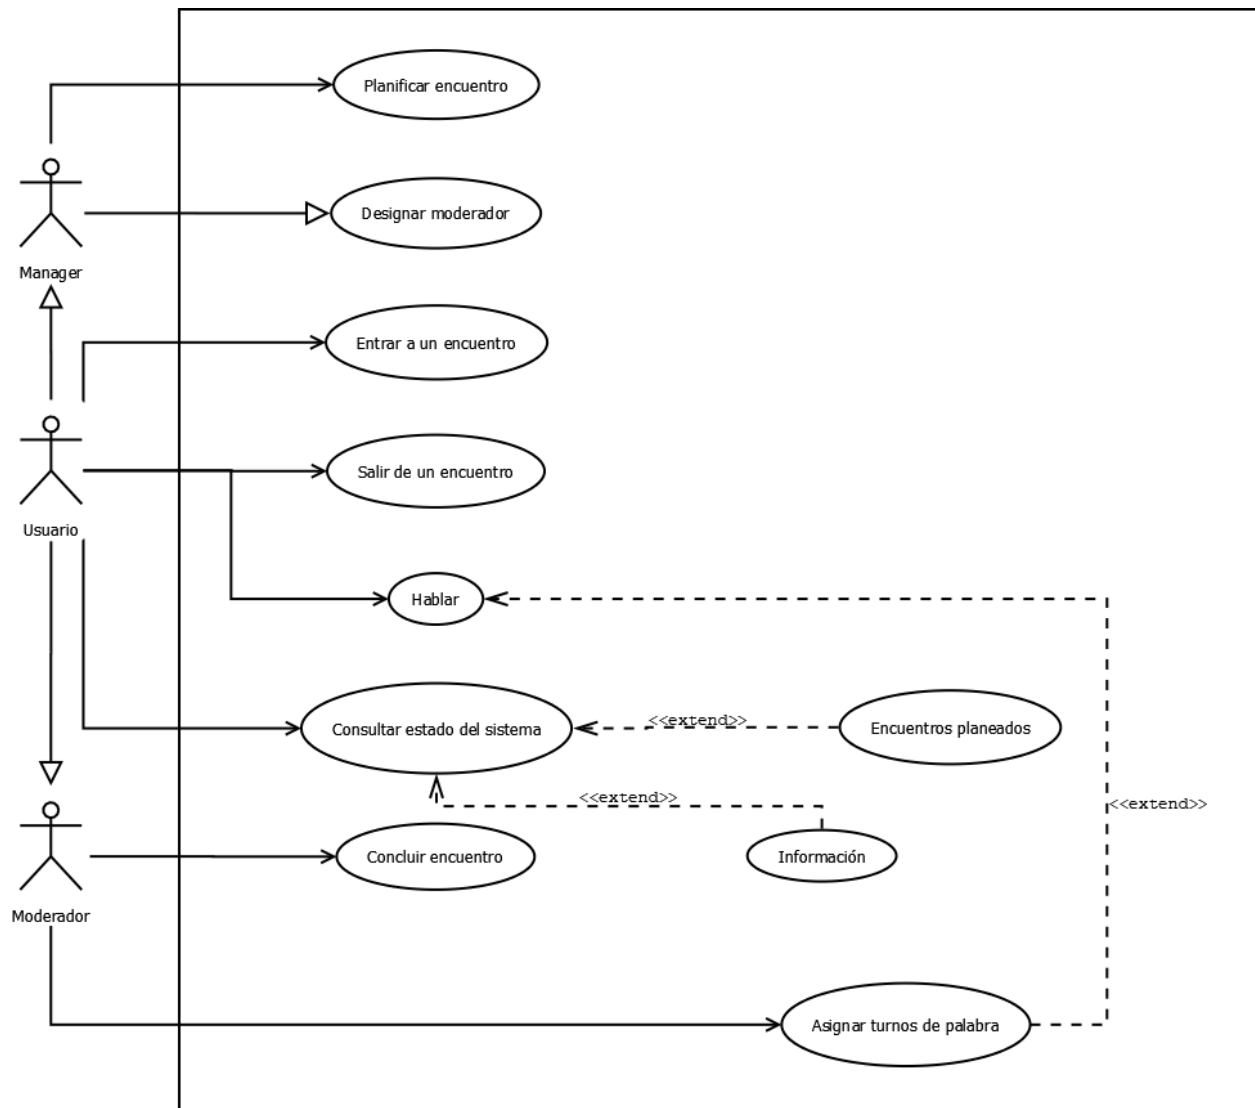 Planificar encuentro
Designar moderador
Manager
Entrar a un encuentro
Salir de un encuentro
Usuario
Hablar
Consultar estado del sistema
<<extend>>
Encuentros planeados
<<extend>>
<<extend>>
Concluir encuentro
Información
Moderador
Asignar turnos de palabra